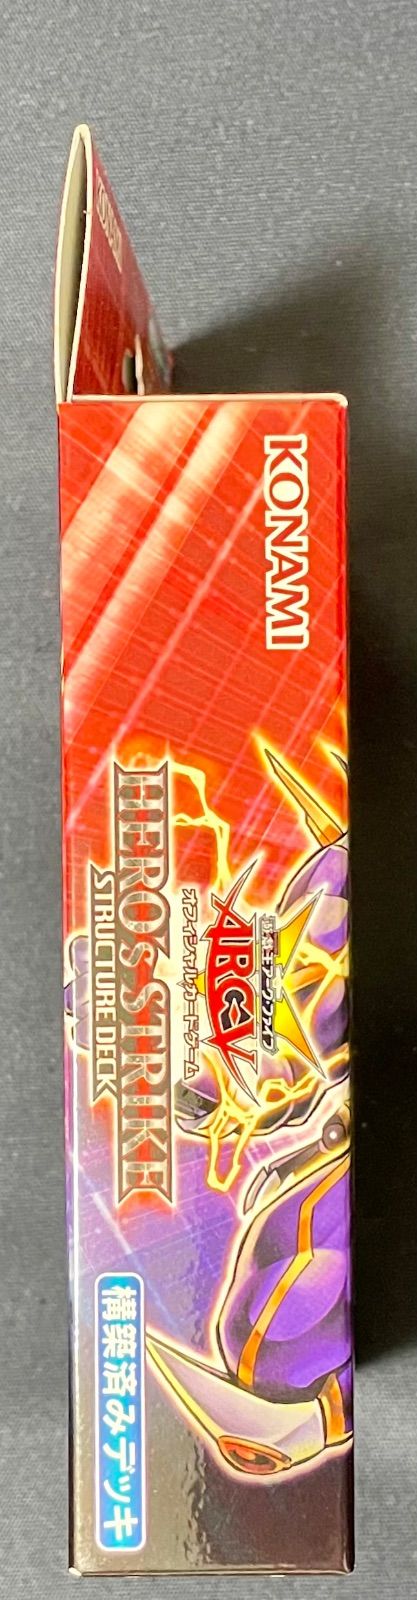 KONAMI
遊戯王アーク・ファイブ
ARC-V
オフィシャルカードゲーム
HERO'S STRIKE
STRUCTURE DECK
構築済みデッキ